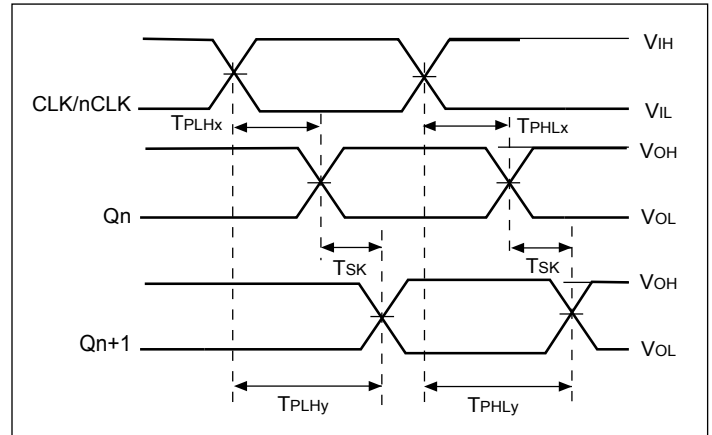 VIH
CLK/nCLK
VIL
TPLHx
TPHLx
VOH
Qn
VOL
TSK
TSK
VOH
Qn+1
VOL
TPLHy
TPHLy